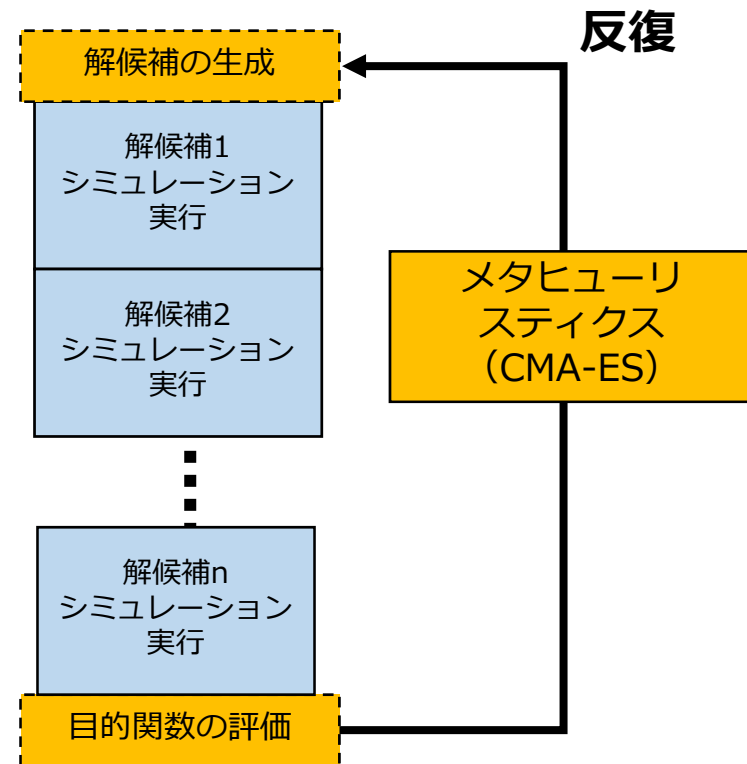 反復
解候補の生成
解候補1
シミュレーション
実行
解候補2
シミュレーション
実行
メタヒューリ
スティクス
（CMA-ES）
解候補n
シミュレーション
実行
目的関数の評価